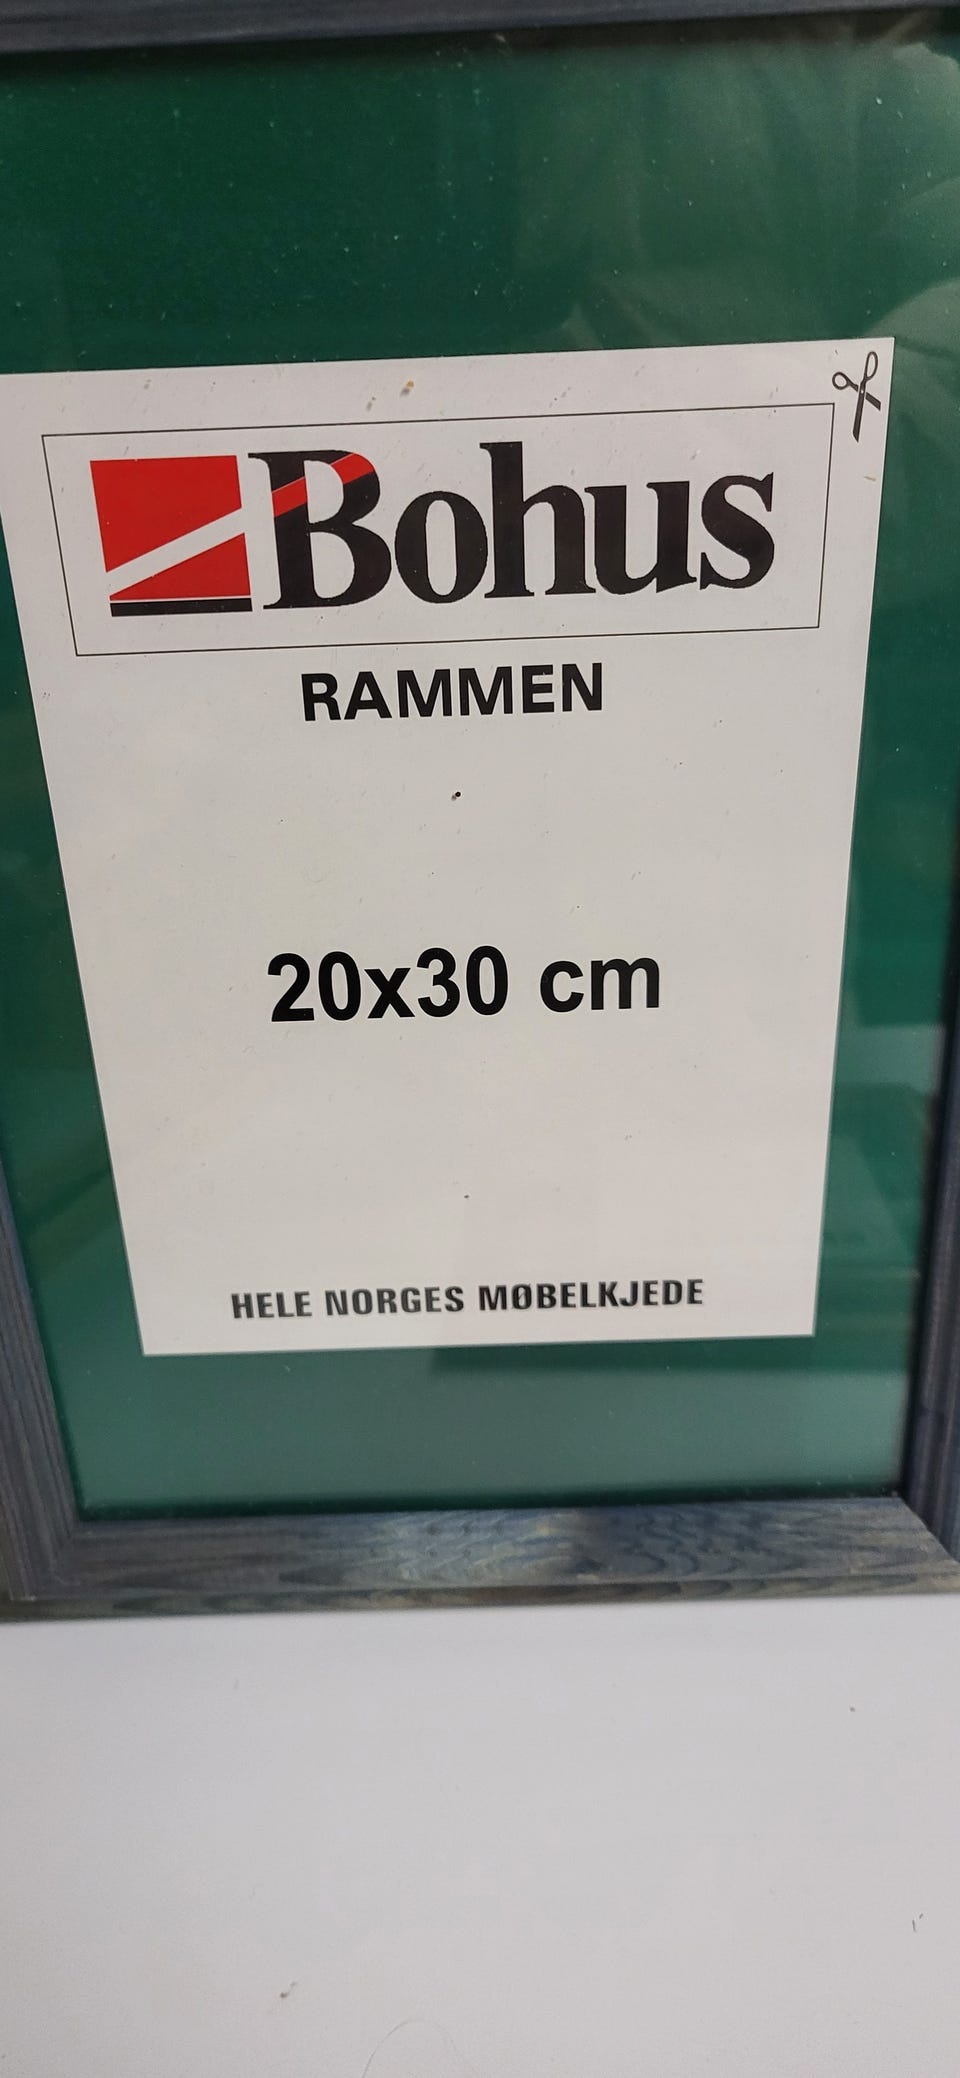 Bohus
RAMMEN
20x30 cm
HELE NORGES MØBELKJEDE